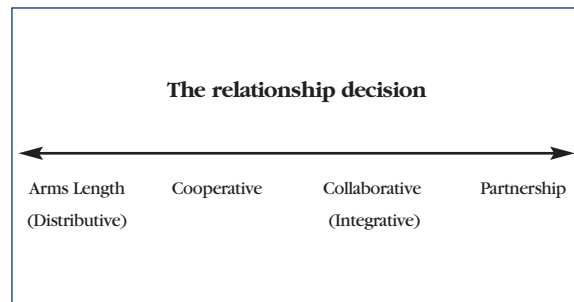 The relationship decision
Arms Length Cooperative Collaborative Partnership
(Distributive) (Integrative)